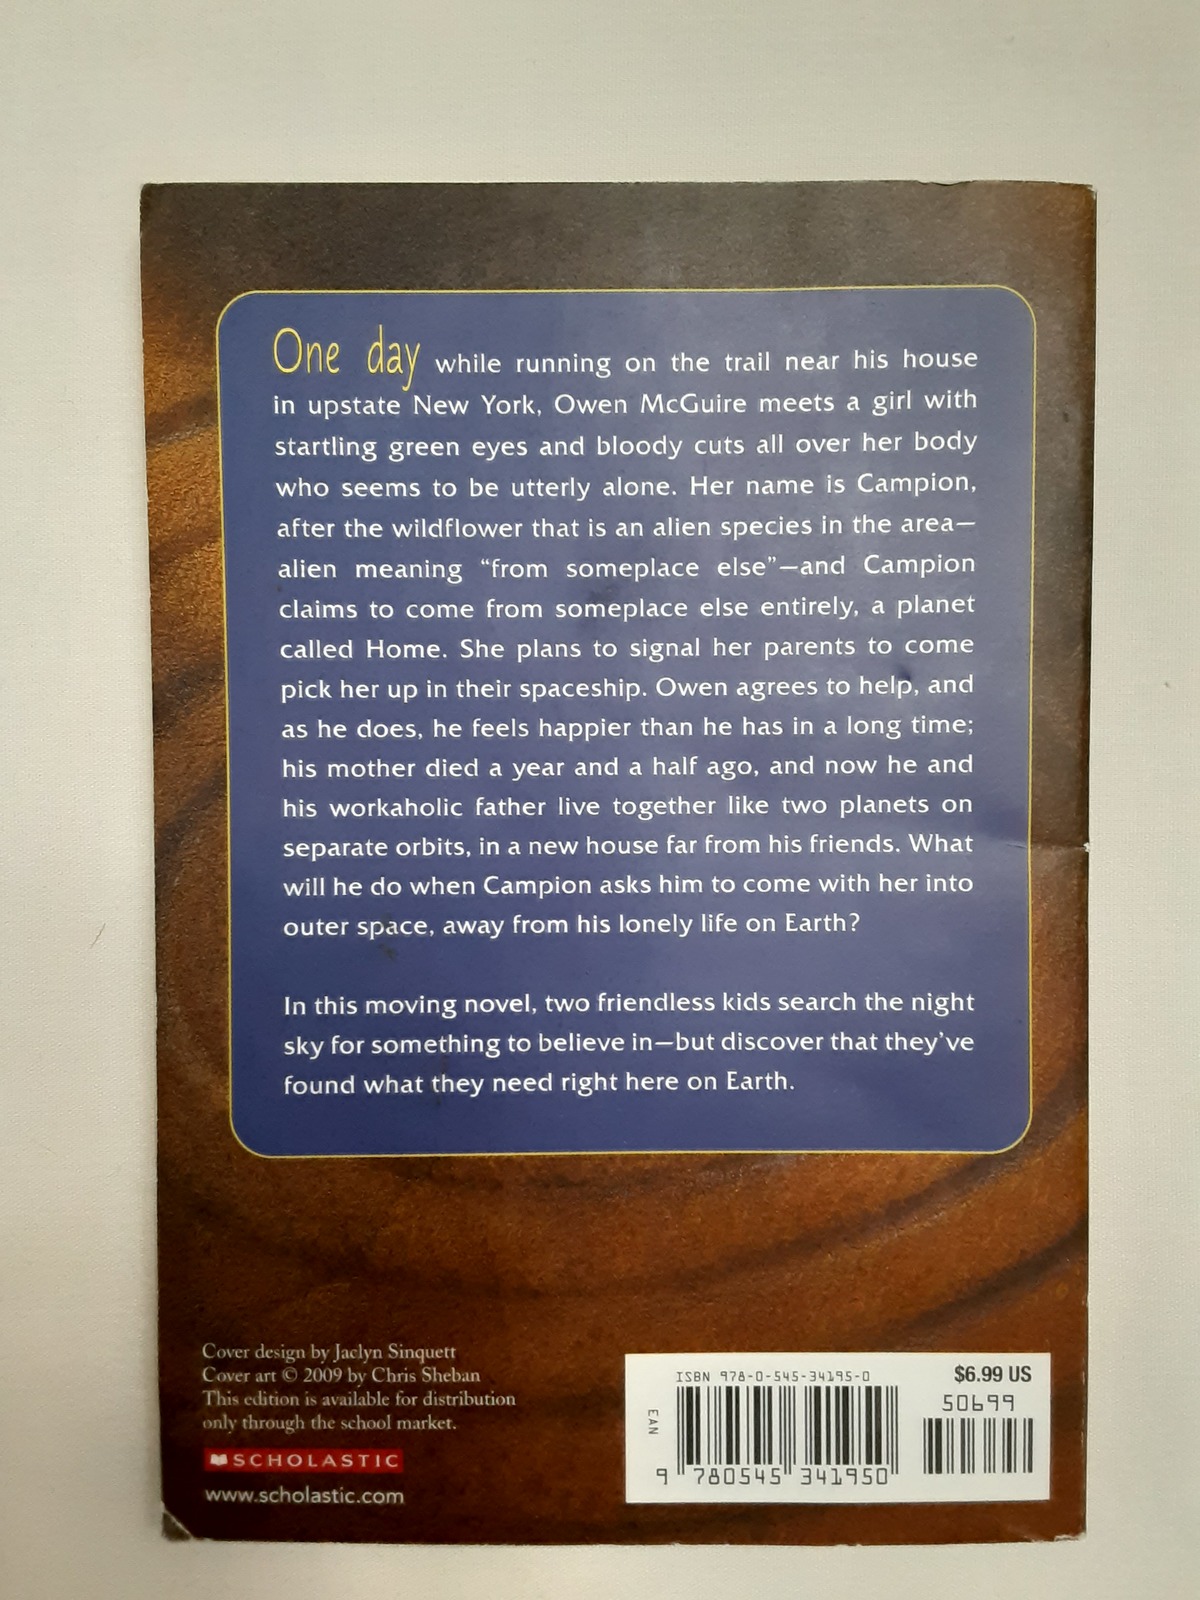 One day while running on the trail near his house
in upstate New York, Owen McGuire meets a girl with
startling green eyes and bloody cuts all over her body
who seems to be utterly alone. Her name is Campion,
after the wildflower that is an alien species in the area—
alien meaning “from someplace else”—and Campion
claims to come from someplace else entirely, a planet
called Home. She plans to signal her parents to come
pick her up in their spaceship. Owen agrees to help, and
as he does, he feels happier than he has in a long time;
his mother died a year and a half ago, and now he and
his workaholic father live together like two planets on
separate orbits, in a new house far from his friends. What
will he do when Campion asks him to come with her into
outer space, away from his lonely life on Earth?
In this moving novel, two friendless kids search the night
sky for something to believe in—but discover that they’ve
found what they need right here on Earth.
Cover design by Jaclyn Sinquett
Cover art © 2009 by Chris Sheban
This edition is available for distribution
only through the school market.
SCHOLASTIC
www.scholastic.com
ISBN 978-0-545-34195-0
$6.99 US
50699
EAN
9 780545 341950